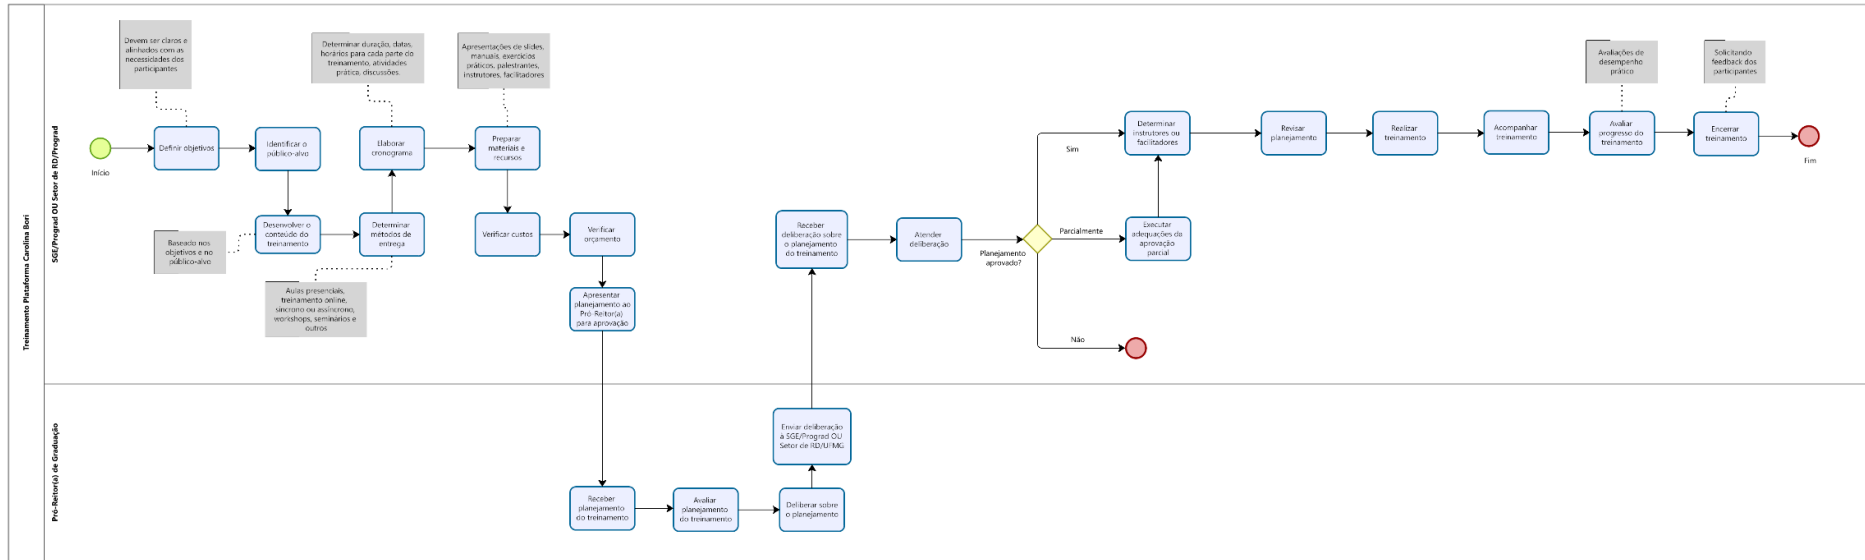 Treinamento Plataforma Carolina Bori
SGE/Prograd OU Setor de RD/Prograd
Início
Devem ser claros e
alinhados com as
necessidades dos
participantes
Definir objetivos
Identificar o
público-alvo
Baseado nos
objetivos e no
público-alvo
Desenvolver o
conteúdo do
treinamento
Determinar
métodos de
entrega
Aulas presenciais,
treinamento online,
síncrono ou assíncrono,
workshops, seminários e
outros
Determinar duração, datas,
horários para cada parte do
treinamento, atividades
prática, discussões.
Elaborar
cronograma
Apresentações de slides,
manuais, exercícios
práticos, palestrantes,
instrutores, facilitadores
Preparar
materiais e
recursos
Verificar custos
Verificar
orçamento
Apresentar
planejamento ao
Pró-Reitor(a)
para aprovação
Receber
deliberação sobre
o planejamento
do treinamento
Atender
deliberação
Planejamento
aprovado?
Sim
Parcialmente
Não
Determinar
instrutores ou
facilitadores
Executar
adequações da
aprovação
parcial
Revisar
planejamento
Realizar
treinamento
Acompanhar
treinamento
Avaliações de
desempenho
prático
Avaliar
progresso do
treinamento
Solicitando
feedback dos
participantes
Encerrar
treinamento
Fim
Pró-Reitor(a) de Graduação
Receber
planejamento
do treinamento
Avaliar
planejamento
do treinamento
Deliberar sobre
o planejamento
Enviar deliberação
à SGE/Prograd OU
Setor de RD/UFMG